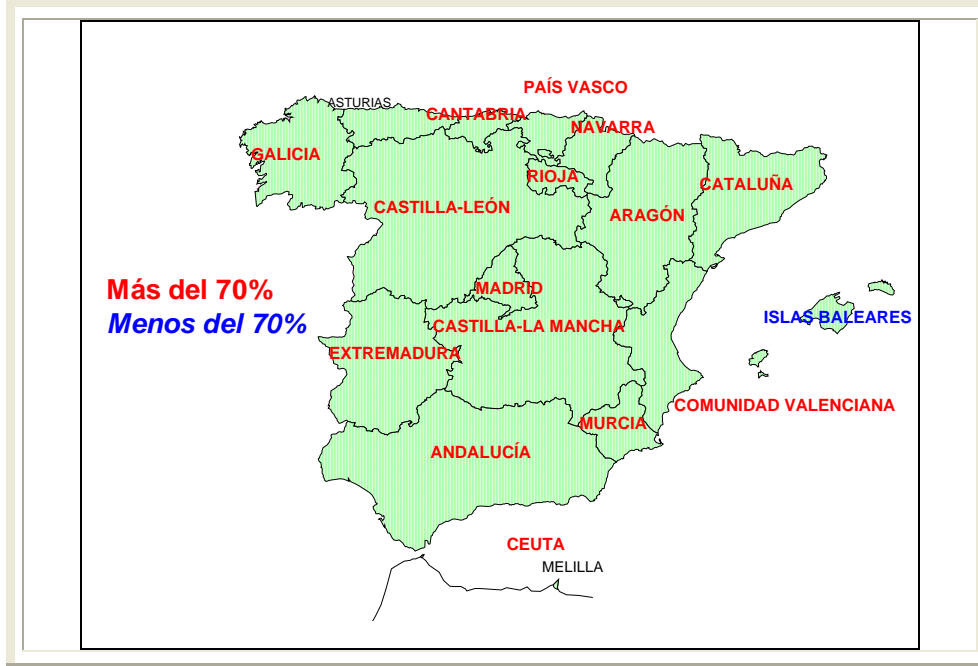 PAÍS VASCO
ASTURIAS
CANTABRIA
NAVARRA
GALICIA
RIOJA
CATALUÑA
CASTILLA-LEÓN
ARAGÓN
Más del 70%
MADRID
Menos del 70%
CASTILLA-LA MANCHA
ISLAS BALEARES
EXTREMADURA
COMUNIDAD VALENCIANA
MURCIA
ANDALUCÍA
CEUTA
MELILLA